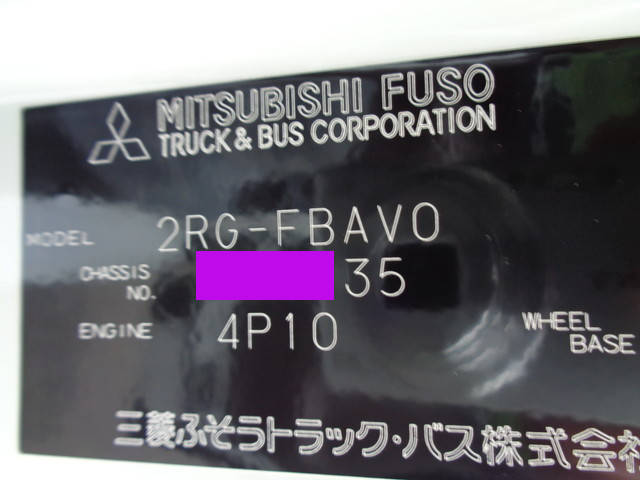 MITSUBISHI FUSO
TRUCK & BUS CORPORATION
MODEL 2RG-FBAV0
CHASSIS NO. 35
ENGINE 4P10
WHEEL BASE
三菱ふそうトラック・バス株式会社